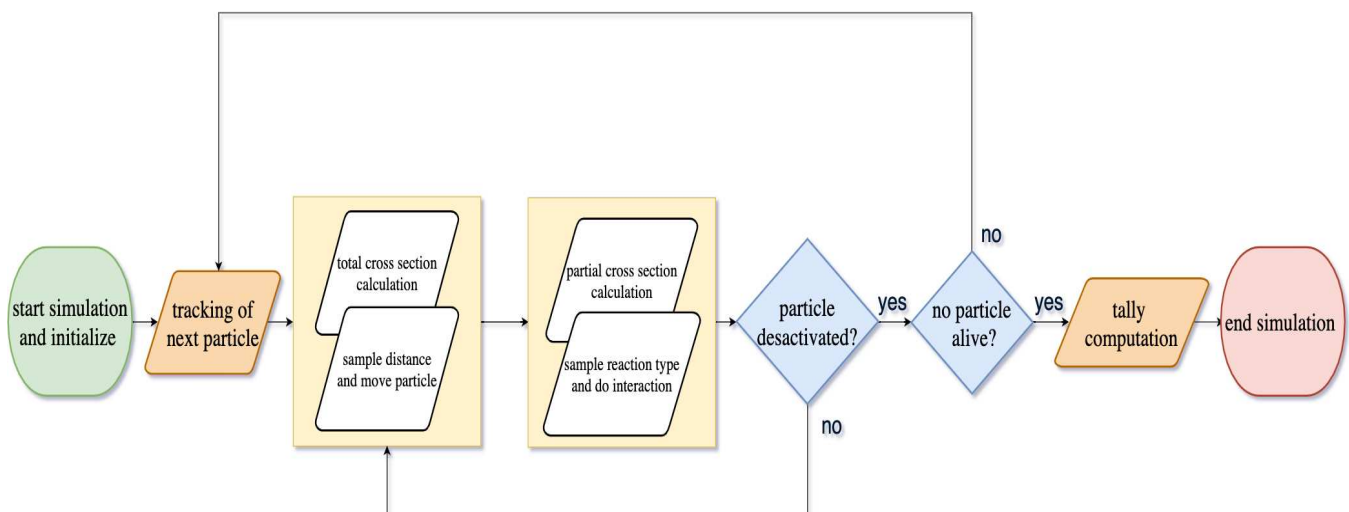 start simulation
and initialize
tracking of
next particle
total cross section
calculation
sample distance
and move particle
partial cross section
calculation
sample reaction type
and do interaction
particle
desactivated?
yes
no
no particle
alive?
no
yes
tally
computation
end simulation